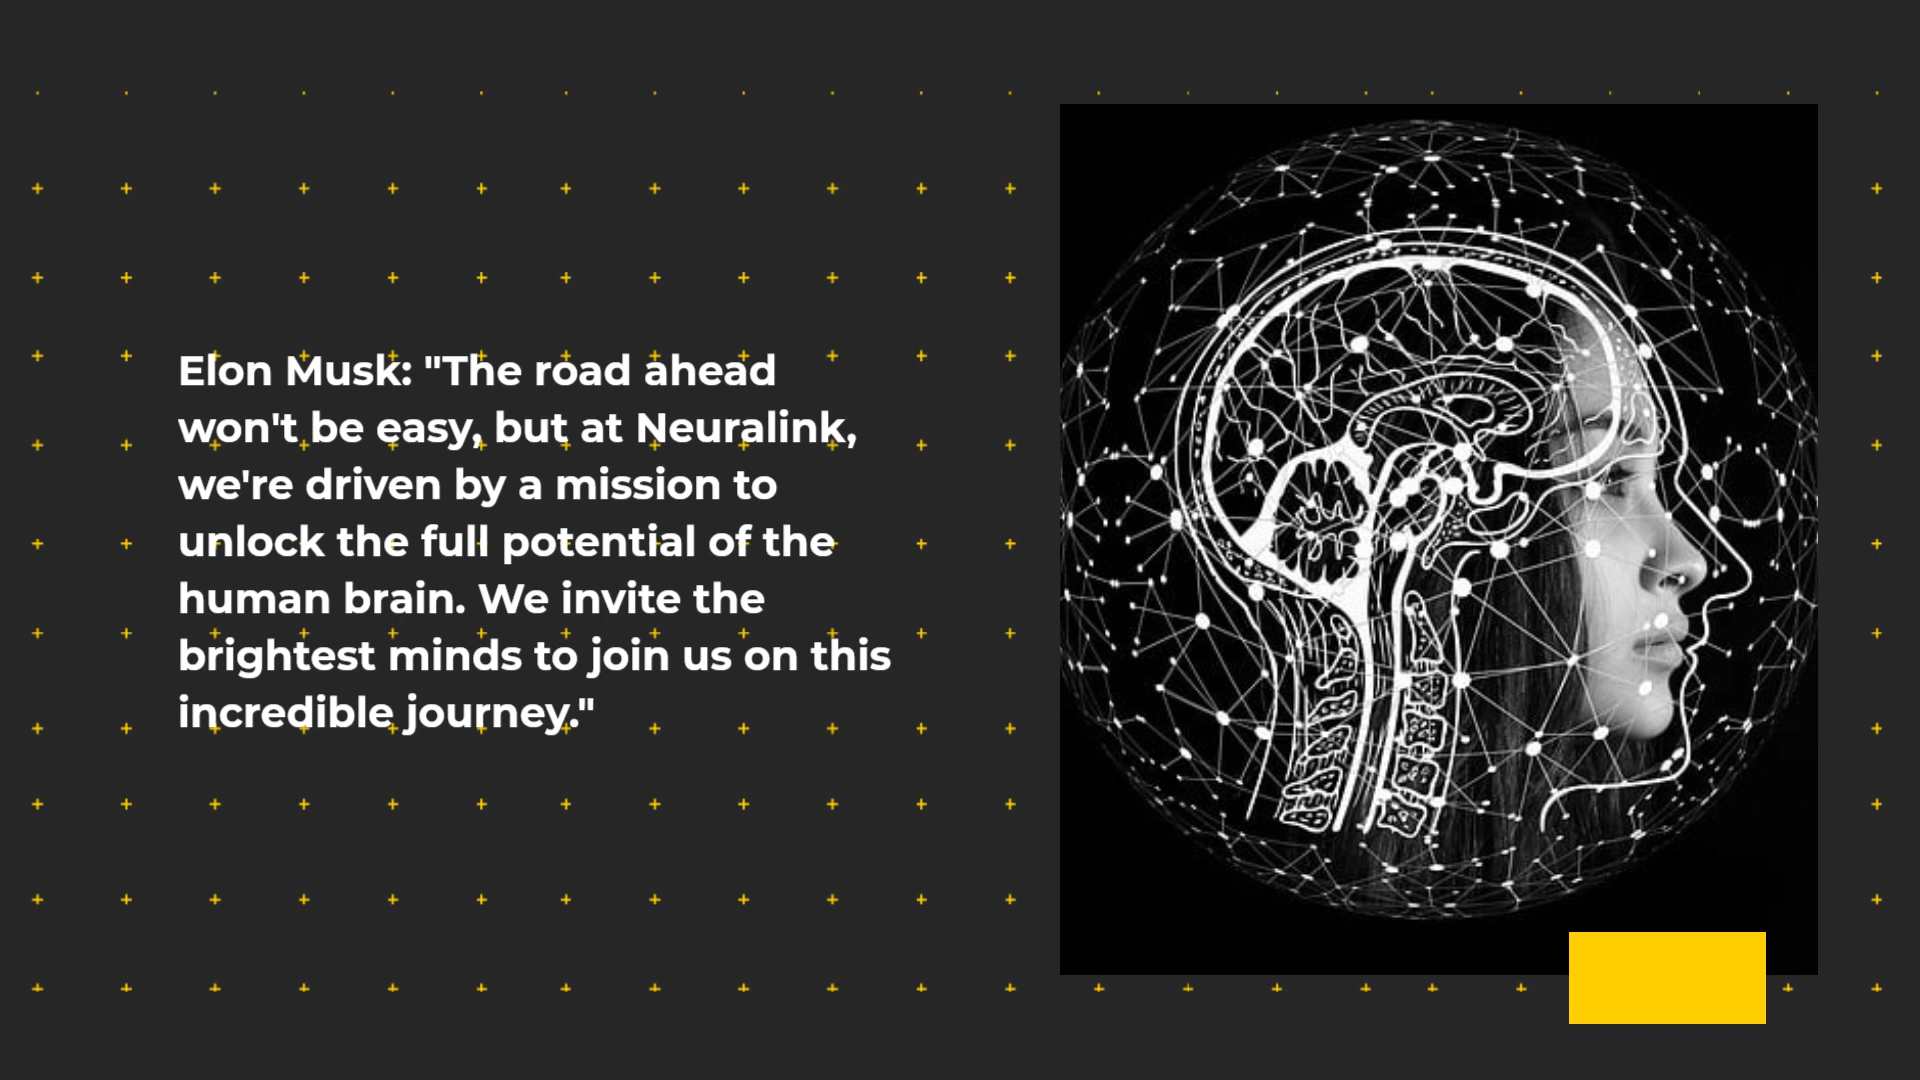 Elon Musk: "The road ahead
won't be easy, but at Neuralink,
we're driven by a mission to
unlock the full potential of the
human brain. We invite the
brightest minds to join us on this
incredible journey."